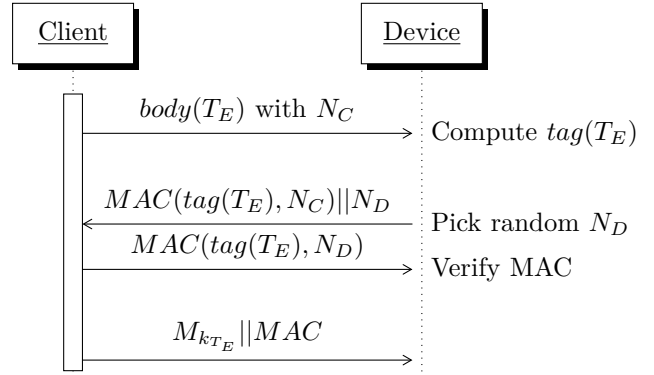 Client Device
body(T_E) with N_C
Compute tag(T_E)
MAC(tag(T_E), N_C)||N_D
Pick random N_D
MAC(tag(T_E), N_D)
Verify MAC
M_{k_{T_E}}||MAC